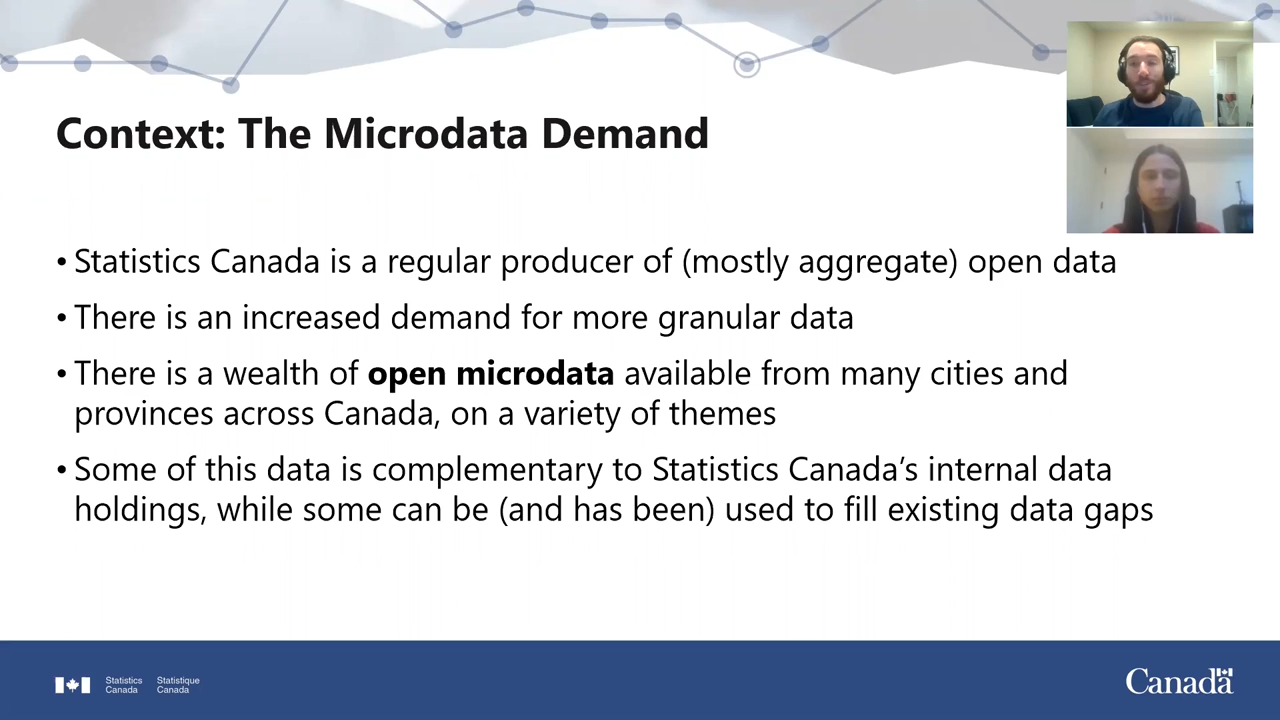 Context: The Microdata Demand
• Statistics Canada is a regular producer of (mostly aggregate) open data
• There is an increased demand for more granular data
• There is a wealth of open microdata available from many cities and
provinces across Canada, on a variety of themes
• Some of this data is complementary to Statistics Canada’s internal data
holdings, while some can be (and has been) used to fill existing data gaps
Statistics Canada
Statistique Canada
Canada